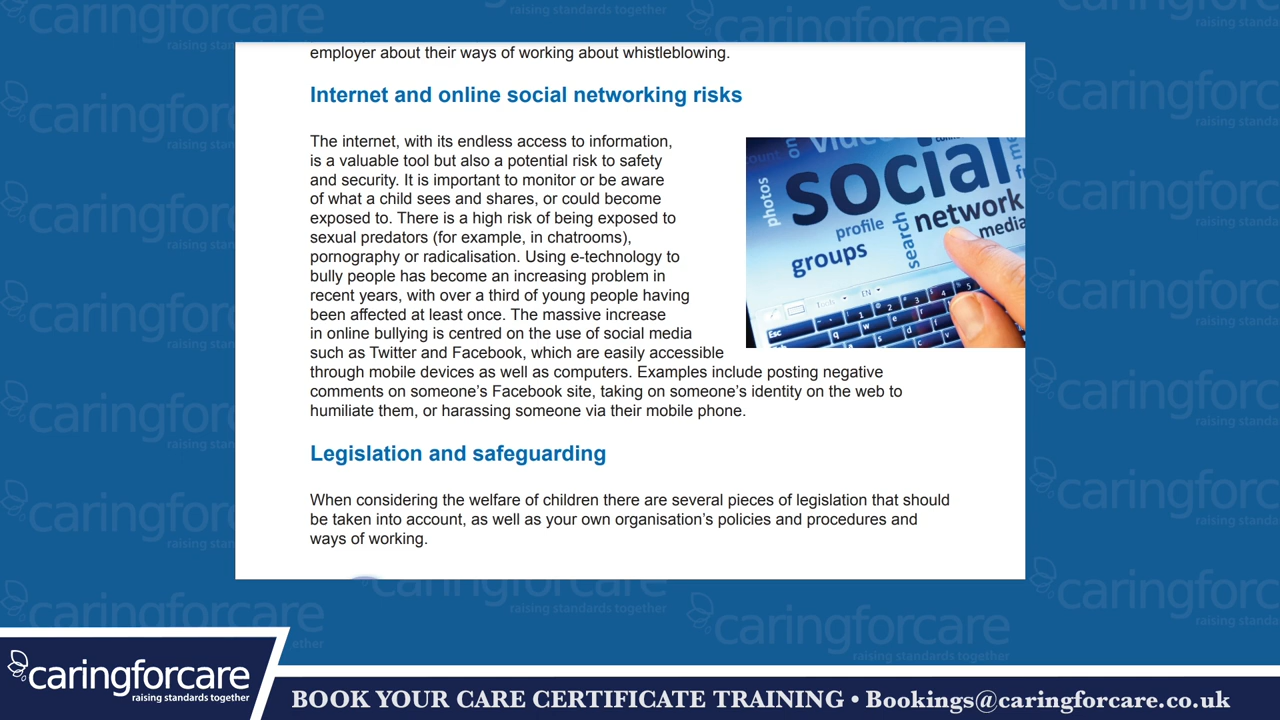 employer about their ways of working about whistleblowing.
Internet and online social networking risks
The internet, with its endless access to information,
is a valuable tool but also a potential risk to safety
and security. It is important to monitor or be aware
of what a child sees and shares, or could become
exposed to. There is a high risk of being exposed to
sexual predators (for example, in chatrooms),
pornography or radicalisation. Using e-technology to
bully people has become an increasing problem in
recent years, with over a third of young people having
been affected at least once. The massive increase
in online bullying is centred on the use of social media
such as Twitter and Facebook, which are easily accessible
through mobile devices as well as computers. Examples include posting negative
comments on someone's Facebook site, taking on someone's identity on the web to
humiliate them, or harassing someone via their mobile phone.
social
photos
profile
network
search
media
groups
Esc
Legislation and safeguarding
When considering the welfare of children there are several pieces of legislation that should
be taken into account, as well as your own organisation's policies and procedures and
ways of working.
caringforcare
raising standards together
BOOK YOUR CARE CERTIFICATE TRAINING • Bookings@caringforcare.co.uk